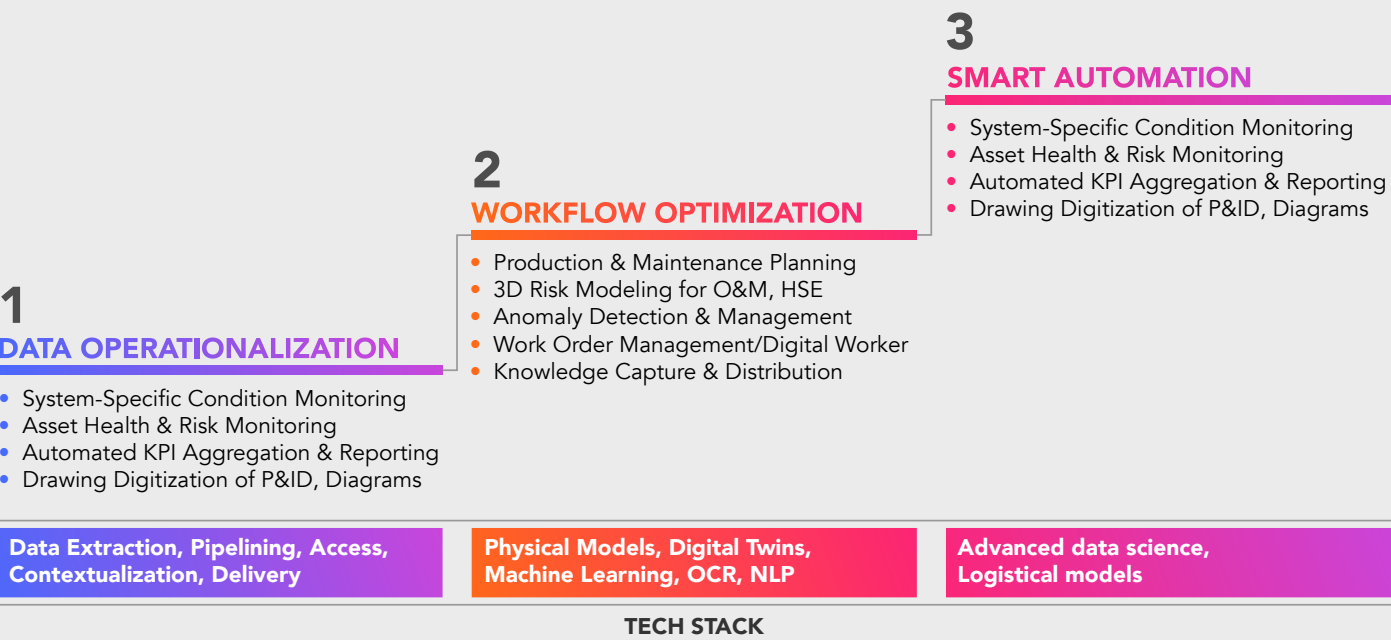 1
DATA OPERATIONALIZATION
• System-Specific Condition Monitoring
• Asset Health & Risk Monitoring
• Automated KPI Aggregation & Reporting
• Drawing Digitization of P&ID, Diagrams
2
WORKFLOW OPTIMIZATION
• Production & Maintenance Planning
• 3D Risk Modeling for O&M, HSE
• Anomaly Detection & Management
• Work Order Management/Digital Worker
• Knowledge Capture & Distribution
3
SMART AUTOMATION
• System-Specific Condition Monitoring
• Asset Health & Risk Monitoring
• Automated KPI Aggregation & Reporting
• Drawing Digitization of P&ID, Diagrams
Data Extraction, Pipelining, Access,
Contextualization, Delivery
Physical Models, Digital Twins,
Machine Learning, OCR, NLP
Advanced data science,
Logistical models
TECH STACK